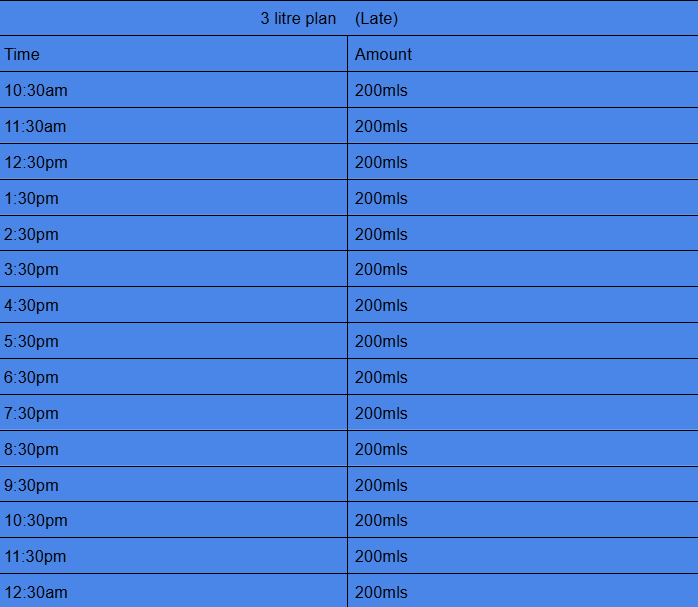 3 litre plan (Late)
Time Amount
10:30am 200mls
11:30am 200mls
12:30pm 200mls
1:30pm 200mls
2:30pm 200mls
3:30pm 200mls
4:30pm 200mls
5:30pm 200mls
6:30pm 200mls
7:30pm 200mls
8:30pm 200mls
9:30pm 200mls
10:30pm 200mls
11:30pm 200mls
12:30am 200mls